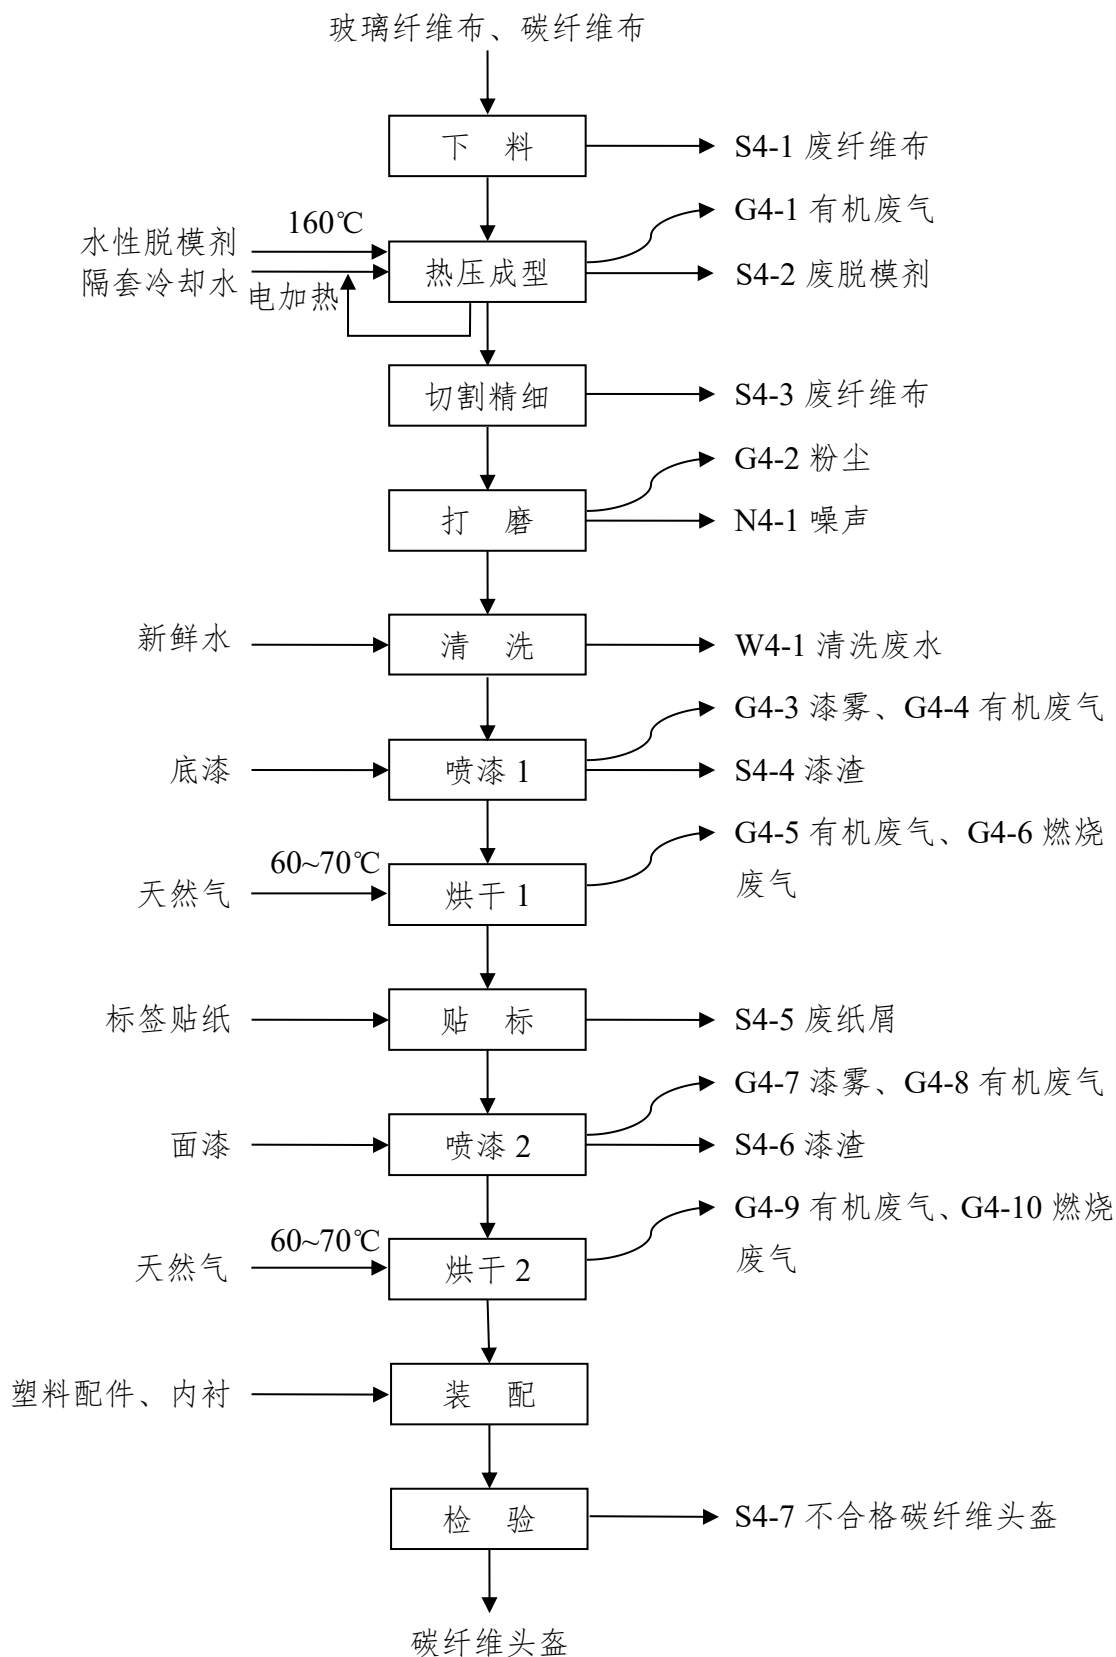 玻璃纤维布、碳纤维布
下 料
S4-1 废纤维布
G4-1 有机废气
160℃
水性脱模剂
热压成型
S4-2 废脱模剂
隔套冷却水
电加热
切割精细
S4-3 废纤维布
G4-2 粉尘
打 磨
N4-1 噪声
新鲜水
清 洗
W4-1 清洗废水
G4-3 漆雾、G4-4 有机废气
底漆
喷漆 1
S4-4 漆渣
G4-5 有机废气、G4-6 燃烧
废气
60~70℃
天然气
烘干 1
标签贴纸
贴 标
S4-5 废纸屑
G4-7 漆雾、G4-8 有机废气
面漆
喷漆 2
S4-6 漆渣
G4-9 有机废气、G4-10 燃烧
废气
60~70℃
天然气
烘干 2
塑料配件、内衬
装 配
检 验
S4-7 不合格碳纤维头盔
碳纤维头盔